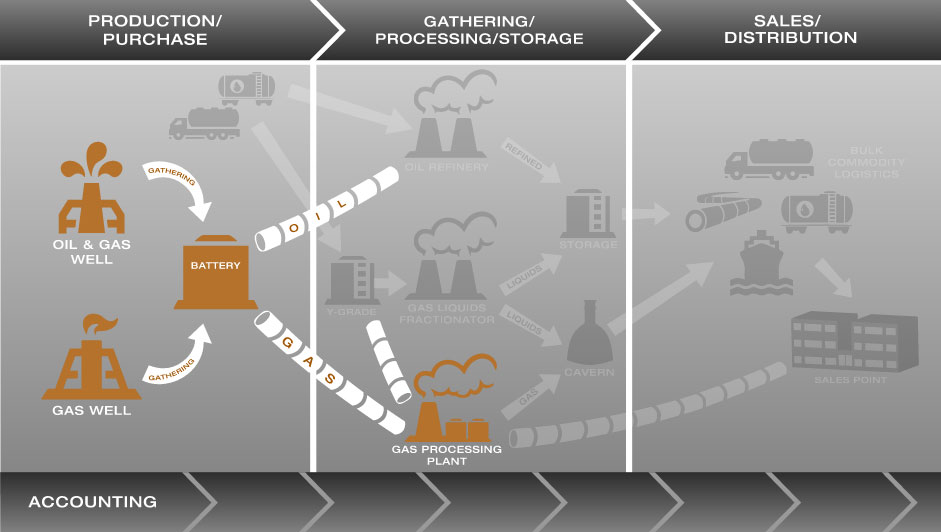 PRODUCTION/
PURCHASE
GATHERING/
PROCESSING/STORAGE
SALES/
DISTRIBUTION
GATHERING
OIL & GAS
WELL
BATTERY
GATHERING
GAS WELL
OIL
GAS
OIL REFINERY
REFINED
STORAGE
Y-GRADE
GAS LIQUIDS
FRACTIONATOR
LIQUIDS
LIQUIDS
CAVERN
GAS
GAS PROCESSING
PLANT
BULK
COMMODITY
LOGISTICS
SALES POINT
ACCOUNTING